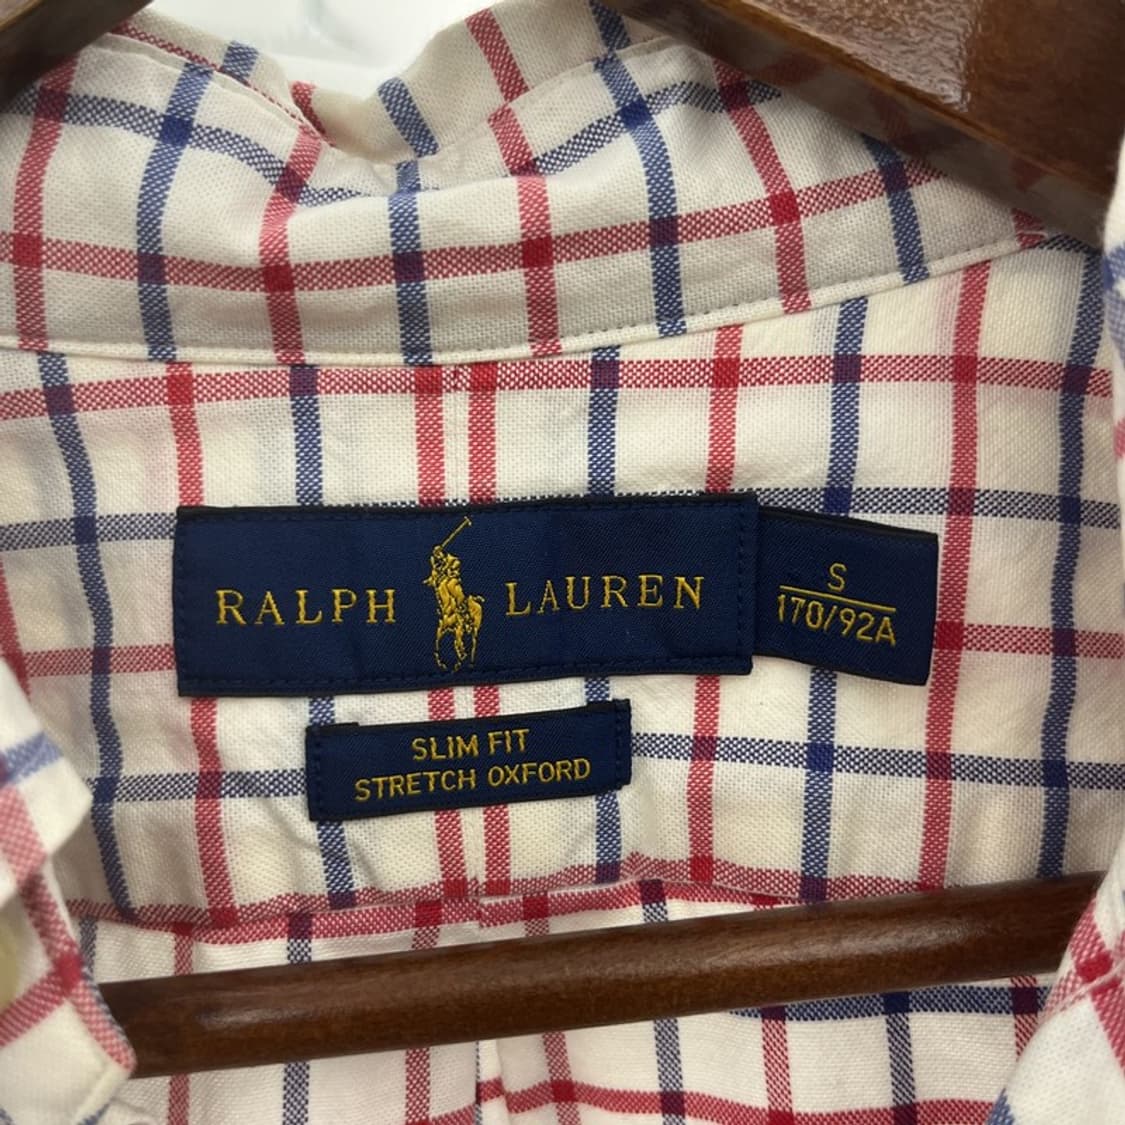 RALPH LAUREN
S
170/92A
SLIM FIT
STRETCH OXFORD